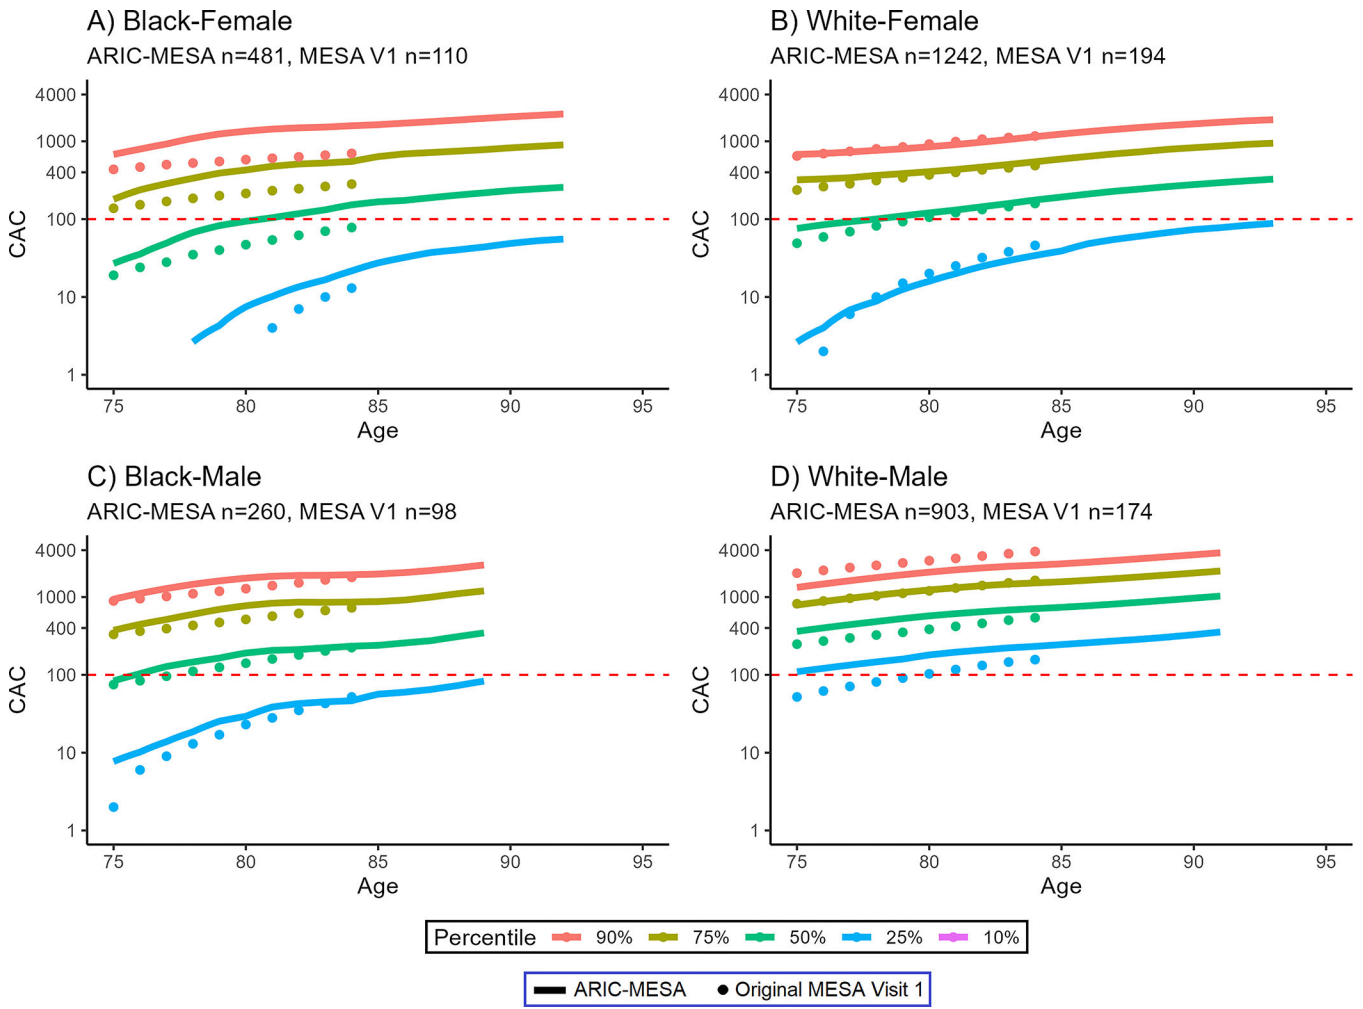 A) Black-Female
ARIC-MESA n=481, MESA V1 n=110
4000
1000
400
100
10
1
CAC
75 80 85 90 95
Age
B) White-Female
ARIC-MESA n=1242, MESA V1 n=194
4000
1000
400
100
10
1
CAC
75 80 85 90 95
Age
C) Black-Male
ARIC-MESA n=260, MESA V1 n=98
4000
1000
400
100
10
1
CAC
75 80 85 90 95
Age
D) White-Male
ARIC-MESA n=903, MESA V1 n=174
4000
1000
400
100
10
1
CAC
75 80 85 90 95
Age
Percentile 90% 75% 50% 25% 10%
ARIC-MESA Original MESA Visit 1